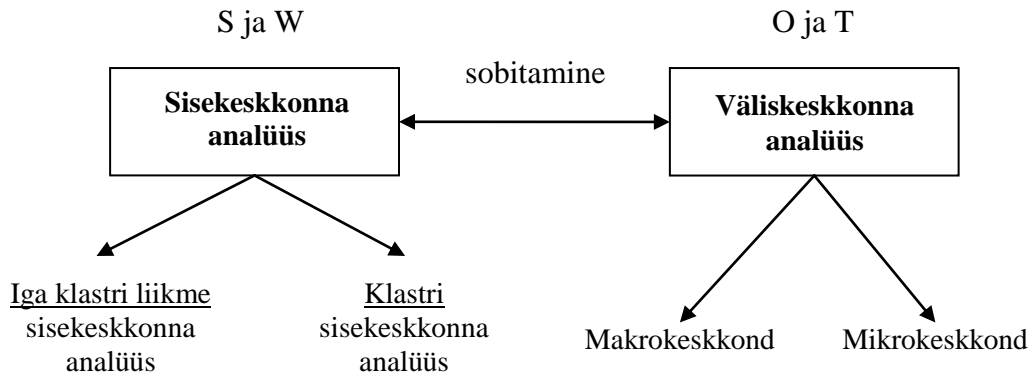 S ja W
O ja T
sobitamine
Sisekeskkonna
analüüs
Väliskeskkonna
analüüs
Iga klastri liikme
sisekeskkonna
analüüs
Klastri
sisekeskkonna
analüüs
Makrokeskkond
Mikrokeskkond